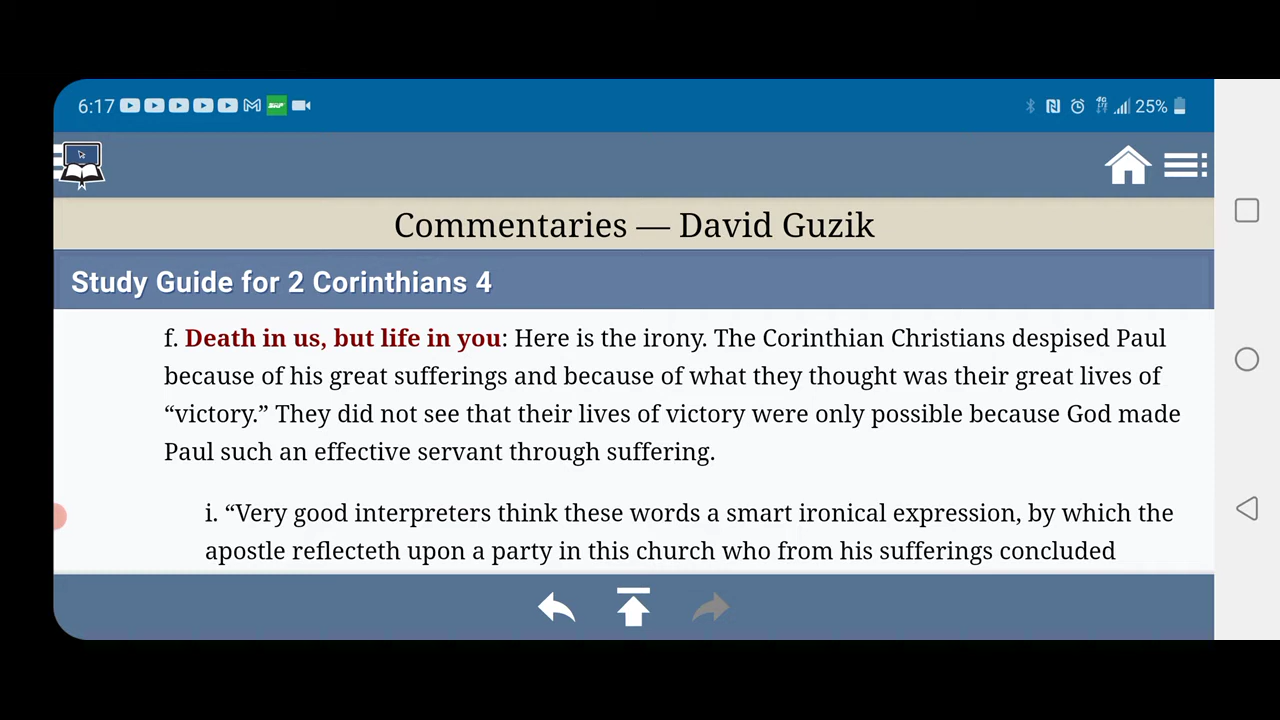 6:17 25%
Commentaries — David Guzik
Study Guide for 2 Corinthians 4
f. Death in us, but life in you: Here is the irony. The Corinthian Christians despised Paul
because of his great sufferings and because of what they thought was their great lives of
“victory.” They did not see that their lives of victory were only possible because God made
Paul such an effective servant through suffering.
i. “Very good interpreters think these words a smart ironical expression, by which the
apostle reflecteth upon a party in this church who from his sufferings concluded